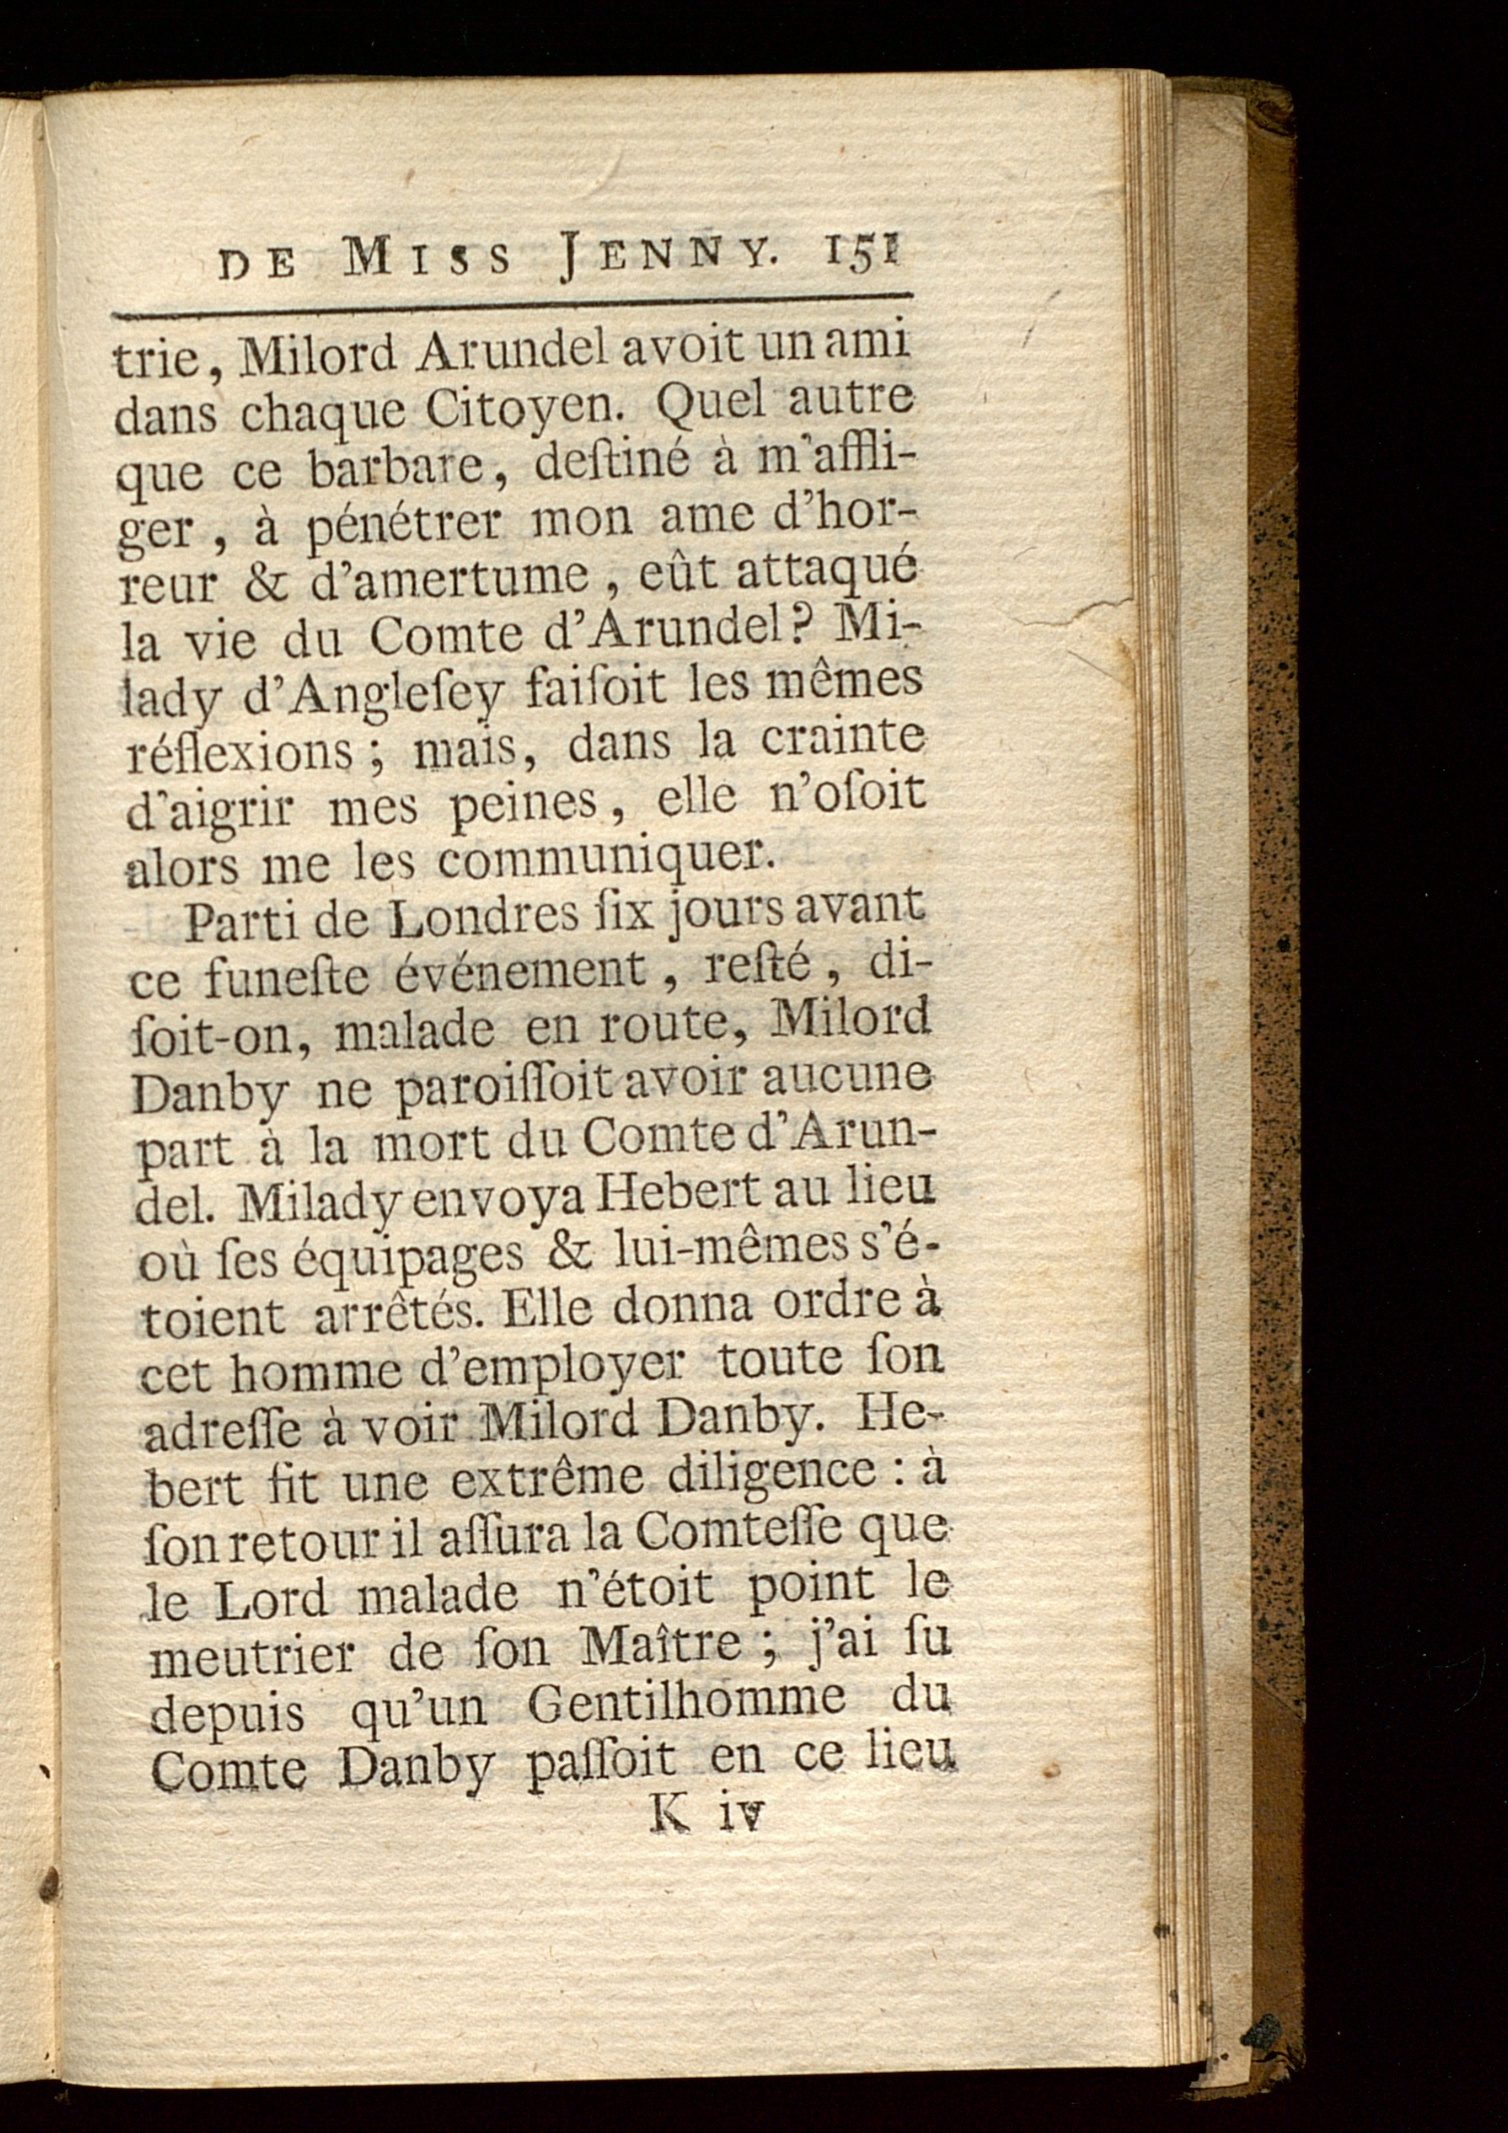 DE MISS JENNY. 151
trie, Milord Arundel avoit un ami
dans chaque Citoyen. Quel autre
que ce barbare, deſtiné à m'affli-
ger, à pénétrer mon ame d'hor-
reur & d'amertume, eût attaqué
la vie du Comte d'Arundel? Mi-
lady d'Angleſey faiſoit les mêmes
réflexions; mais, dans la crainte
d'aigrir mes peines, elle n'oſoit
alors me les communiquer.
Parti de Londres ſix jours avant
ce funeſte événement, reſté, di-
ſoit-on, malade en route, Milord
Danby ne paroiſſoit avoir aucune
part à la mort du Comte d'Arun-
del. Milady envoya Hebert au lieu
où ſes équipages & lui-mêmes s'é-
toient arrêtés. Elle donna ordre à
cet homme d'employer toute ſon
adreſſe à voir Milord Danby. He-
bert fit une extrême diligence: à
ſon retour il aſſura la Comteſſe que
le Lord malade n'étoit point le
meutrier de ſon Maître; j'ai ſu
depuis qu'un Gentilhomme du
Comte Danby paſſoit en ce lieu
K iv